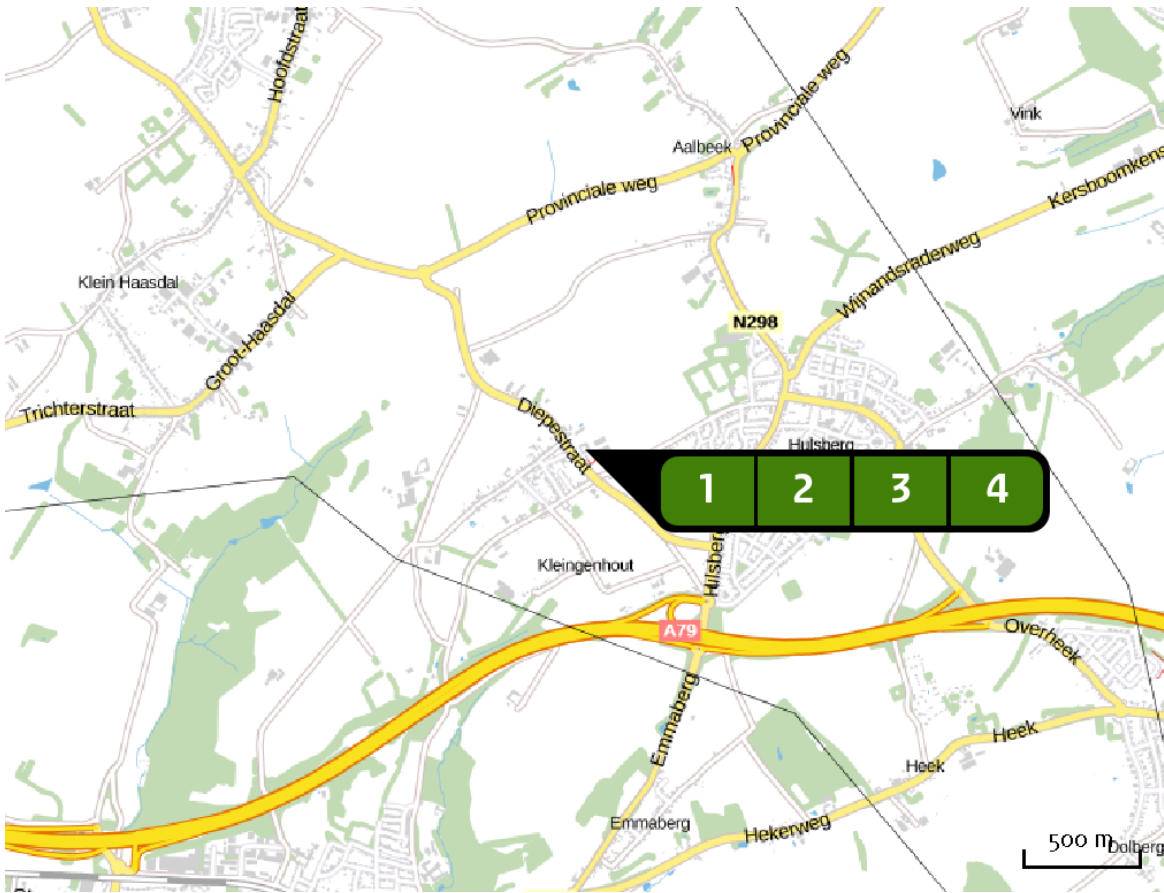 Hoofdstraat
Provinciale weg
Vink
Aalbeek
Provinciale weg
Kersboomkens
Wijnandsraderweg
Klein Haasdal
N298
Groot-Haasdal
Trichterstraat
Diepestraat
Hulsberg
1 2 3 4
Kleingenhout
Hulsberg
A79
Overheek
Emmaberg
Heek
Heek
Emmaberg
Hekerweg
500 m
Dolberg